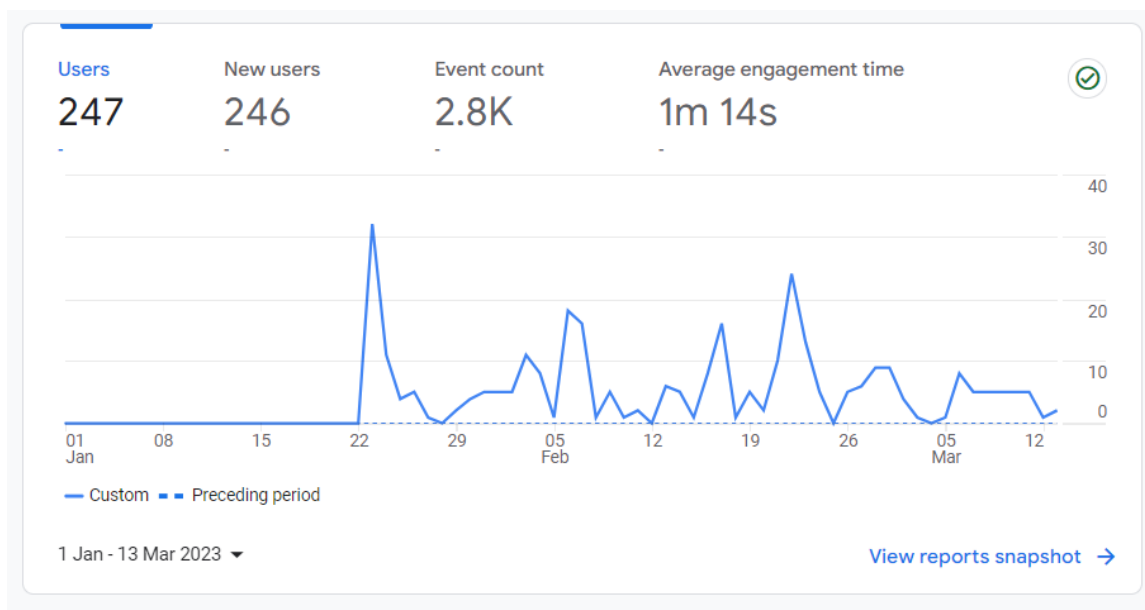 Users New users Event count Average engagement time
247 246 2.8K 1m 14s
- - - -
40
30
20
10
0
01 08 15 22 29 05 12 19 26 05 12
Jan Feb Mar
Custom Preceding period
1 Jan - 13 Mar 2023
View reports snapshot →